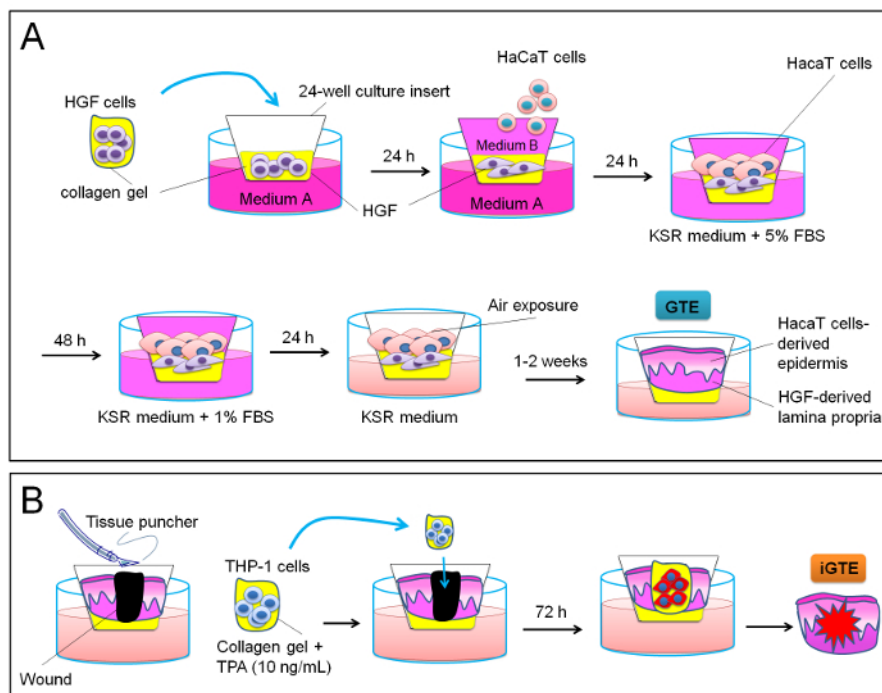 A
HGF cells
collagen gel
24-well culture insert
Medium A
24 h
HGF
HaCaT cells
Medium B
Medium A
24 h
HacaT cells
KSR medium + 5% FBS
48 h
KSR medium + 1% FBS
24 h
Air exposure
KSR medium
1-2 weeks
GTE
HacaT cells-
derived
epidermis
HGF-derived
lamina propria
B
Tissue puncher
Wound
THP-1 cells
Collagen gel +
TPA (10 ng/mL)
72 h
iGTE